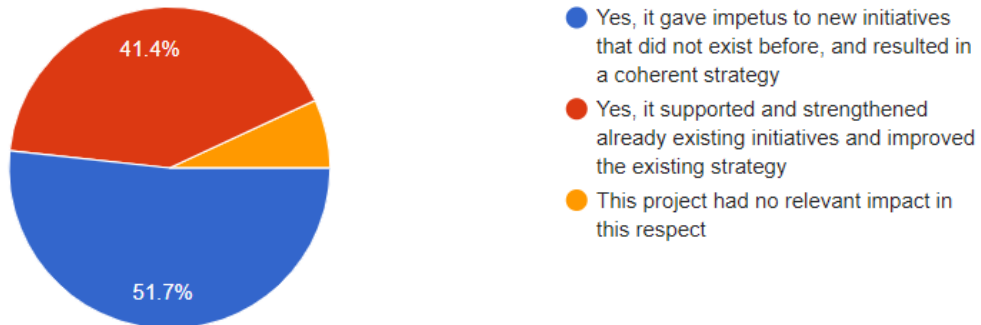 41.4%
51.7%
Yes, it gave impetus to new initiatives
that did not exist before, and resulted in
a coherent strategy
Yes, it supported and strengthened
already existing initiatives and improved
the existing strategy
This project had no relevant impact in
this respect